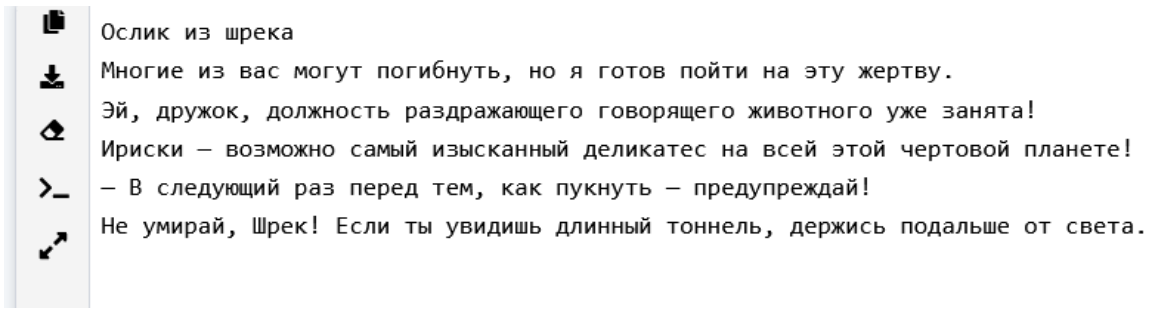 Ослик из шрека
Многие из вас могут погибнуть, но я готов пойти на эту жертву.
Эй, дружок, должность раздражающего говорящего животного уже занята!
Ириски – возможно самый изысканный деликатес на всей этой чертовой планете!
– В следующий раз перед тем, как пукнуть – предупреждай!
Не умирай, Шрек! Если ты увидишь длинный тоннель, держись подальше от света.